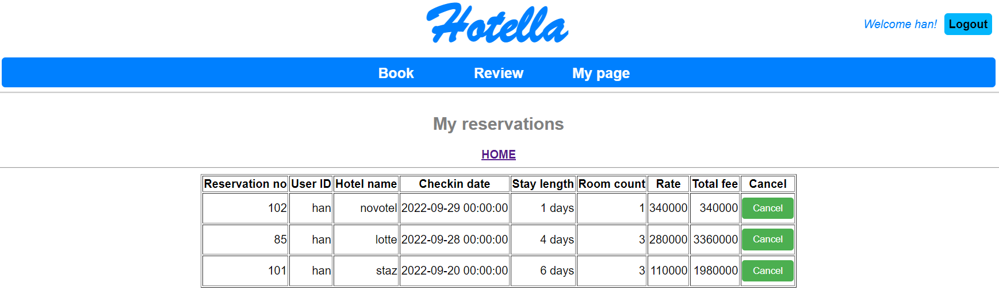 Hotella
Welcome han! Logout
Book Review My page
My reservations
HOME
Reservation no User ID Hotel name Checkin date Stay length Room count Rate Total fee Cancel
102 han novotel 2022-09-29 00:00:00 1 days 1 340000 340000 Cancel
85 han lotte 2022-09-28 00:00:00 4 days 3 280000 3360000 Cancel
101 han staz 2022-09-20 00:00:00 6 days 3 110000 1980000 Cancel